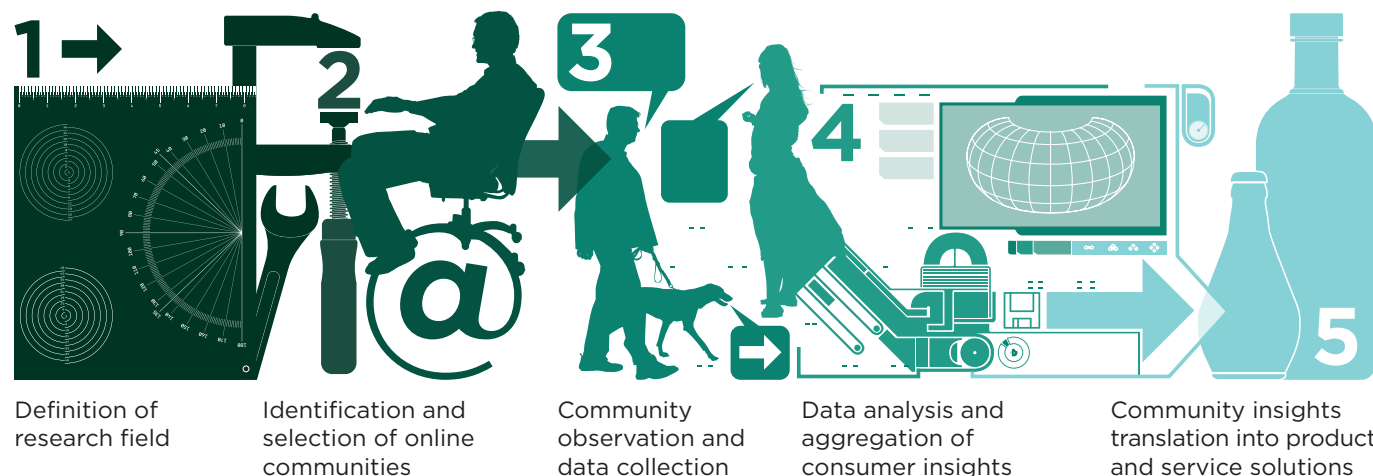 1
2
3
4
5
@
Definition of
research field
Identification and
selection of online
communities
Community
observation and
data collection
Data analysis and
aggregation of
consumer insights
Community insights
translation into product
and service solutions